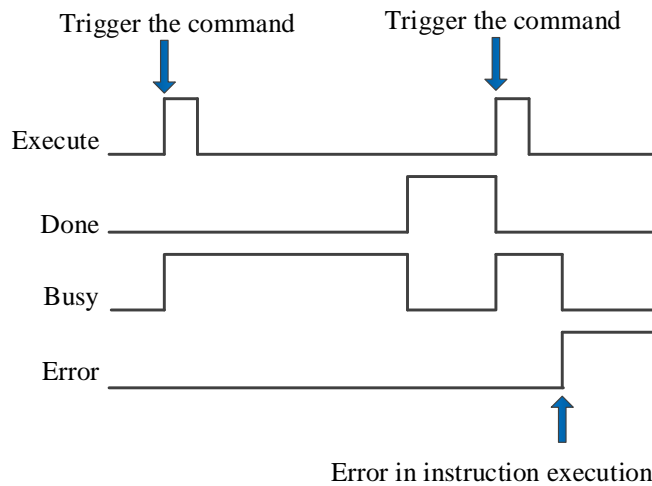 Trigger the command
Trigger the command
Execute
Done
Busy
Error
Error in instruction execution